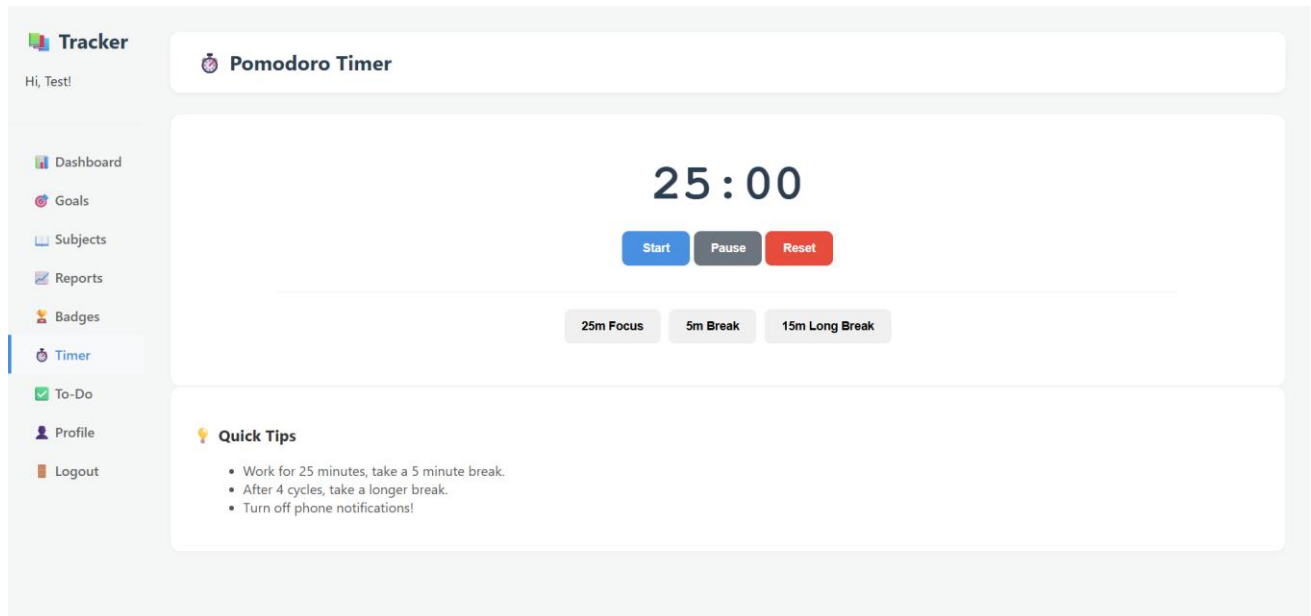 Tracker
Hi, Test!
Dashboard
Goals
Subjects
Reports
Badges
Timer
To-Do
Profile
Logout
Pomodoro Timer
25:00
Start Pause Reset
25m Focus 5m Break 15m Long Break
Quick Tips
Work for 25 minutes, take a 5 minute break.
After 4 cycles, take a longer break.
Turn off phone notifications!